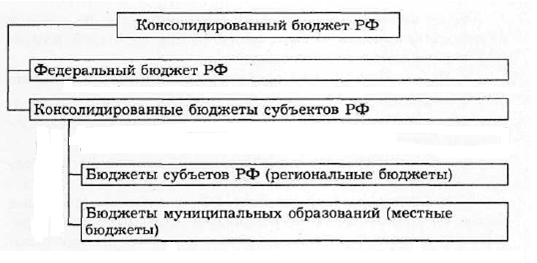 Консолидированный бюджет РФ
Федеральный бюджет РФ
Консолидированные бюджеты субъектов РФ
Бюджеты субъетов РФ (региональные бюджеты)
Бюджеты муниципальных образований (местные
бюджеты)